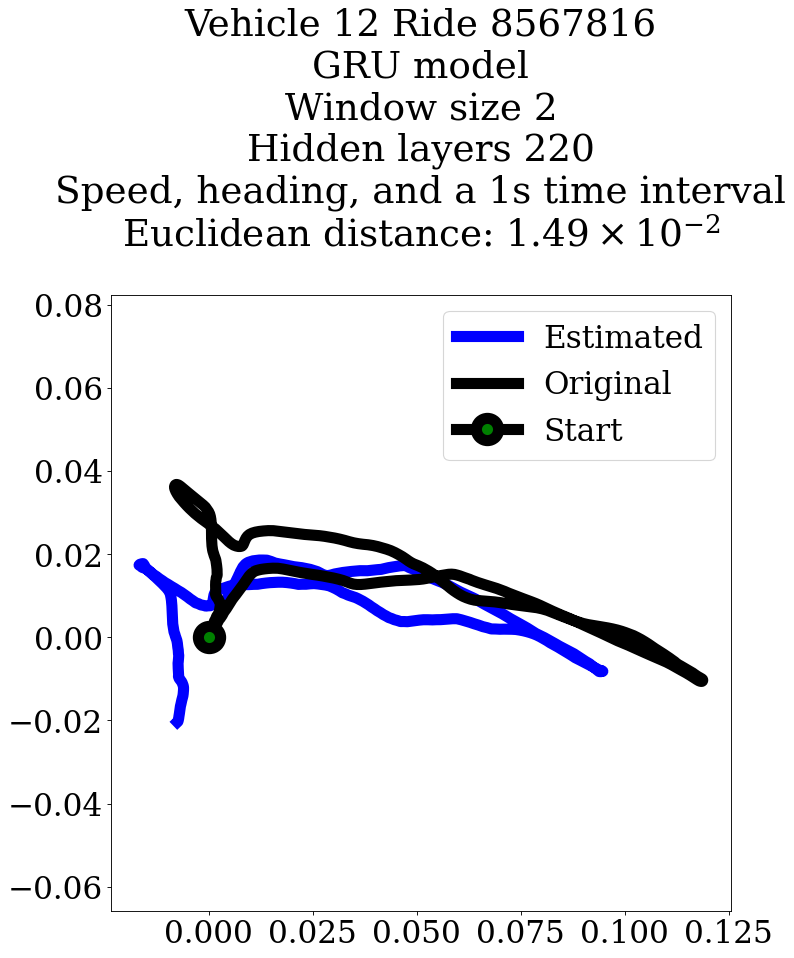 Vehicle 12 Ride 8567816
GRU model
Window size 2
Hidden layers 220
Speed, heading, and a 1s time interval
Euclidean distance: 1.49 × 10⁻²
Estimated
Original
Start
0.08
0.06
0.04
0.02
0.00
−0.02
−0.04
−0.06
0.000 0.025 0.050 0.075 0.100 0.125